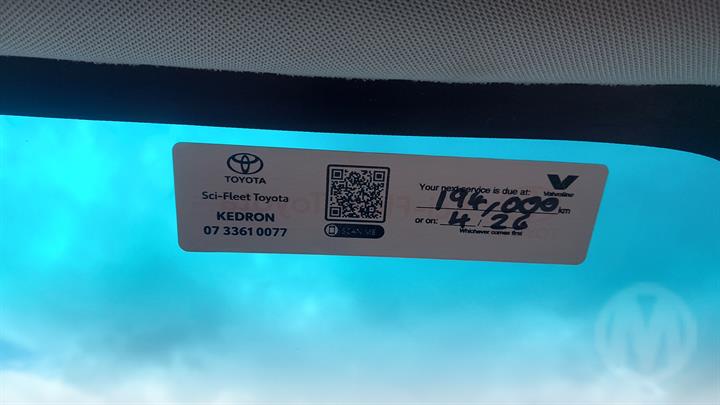 TOYOTA
Sci-Fleet Toyota
KEDRON
07 3361 0077
SCAN ME
Your next service is due at:
194,000 km
or on: 4 / 26
Whichever comes first
Valvoline
M